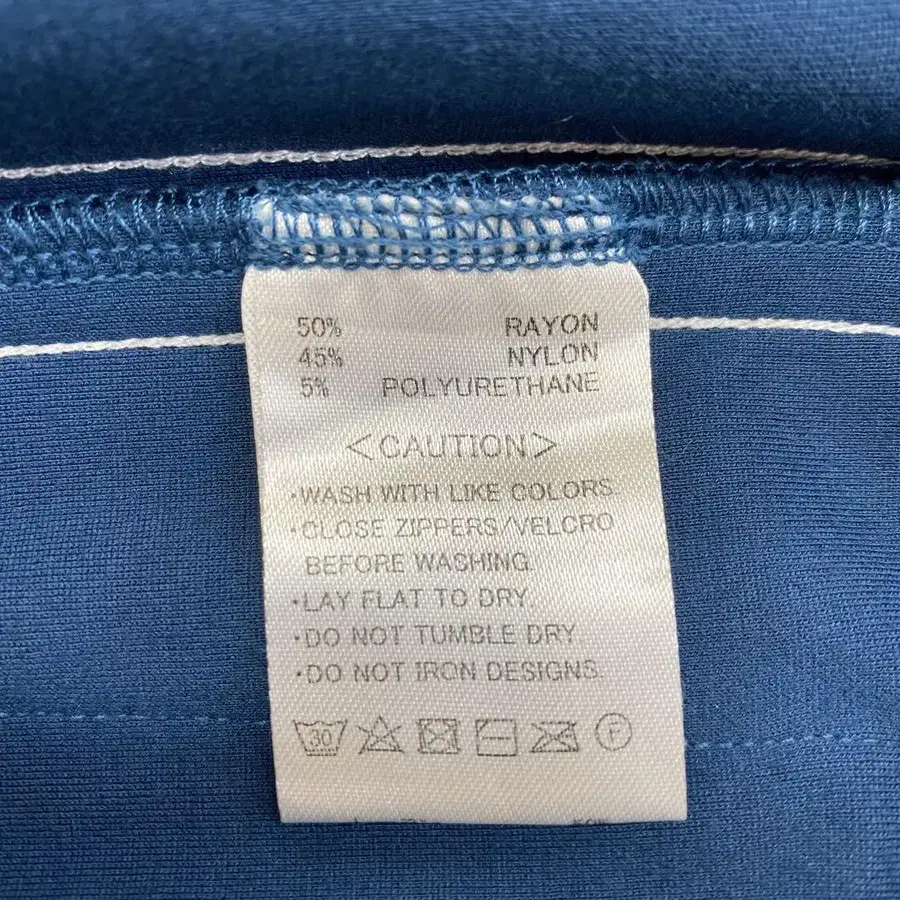 50% RAYON
45% NYLON
5% POLYURETHANE
<CAUTION>
・WASH WITH LIKE COLORS.
・CLOSE ZIPPERS/VELCRO
BEFORE WASHING.
・LAY FLAT TO DRY.
・DO NOT TUMBLE DRY.
・DO NOT IRON DESIGNS.
30 F